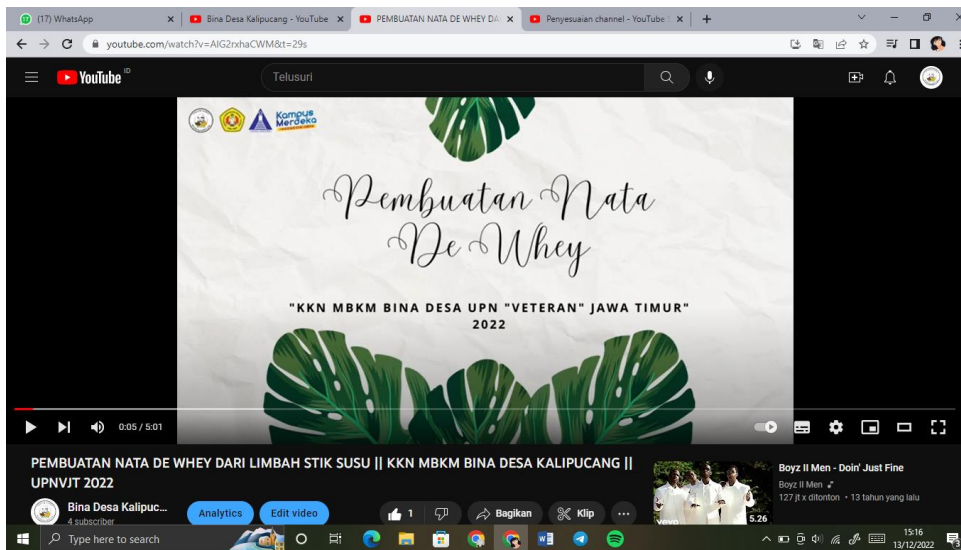 (17) WhatsApp
Bina Desa Kalipucang - YouTube
PEMBUATAN NATA DE WHEY DA
Penyesuaian channel - YouTube
youtube.com/watch?v=AIG2rxhaCWM&t=29s
YouTube ID
Telusuri
Kampus
Merdeka
Pembuatan Nata
De Whey
"KKN MBKM BINA DESA UPN "VETERAN" JAWA TIMUR"
2022
0:05 / 5:01
PEMBUATAN NATA DE WHEY DARI LIMBAH STIK SUSU || KKN MBKM BINA DESA KALIPUCANG ||
UPNVJT 2022
Bina Desa Kalipuc...
4 subscriber
Analytics
Edit video
1
Bagikan
Klip
...
vevo
5.26
Boyz II Men - Doin' Just Fine
Boyz II Men
127 jt x ditonton • 13 tahun yang lalu
Type here to search
15:16
13/12/2022
3